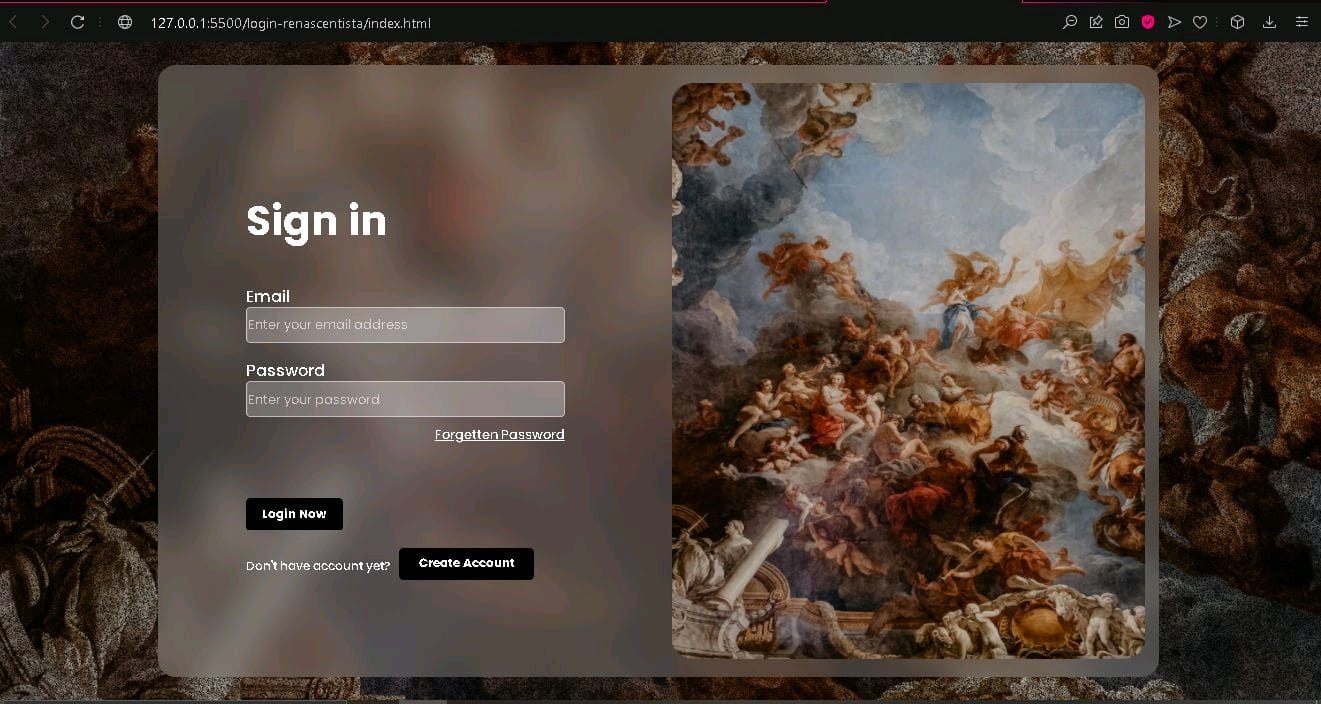 127.0.0.1:5500/login-renascentista/index.html
Sign in
Email
Enter your email address
Password
Enter your password
Forgetten Password
Login Now
Don't have account yet? Create Account